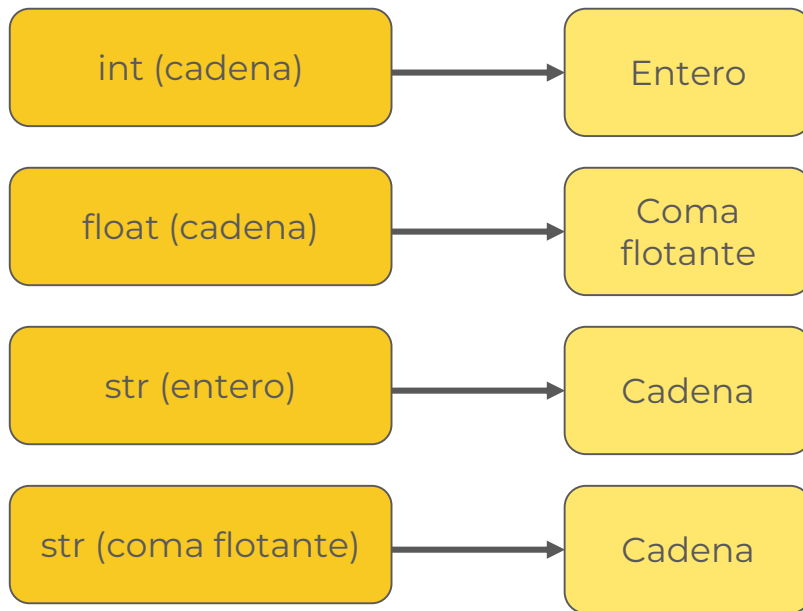 int (cadena)
Entero
float (cadena)
Coma
flotante
str (entero)
Cadena
str (coma flotante)
Cadena